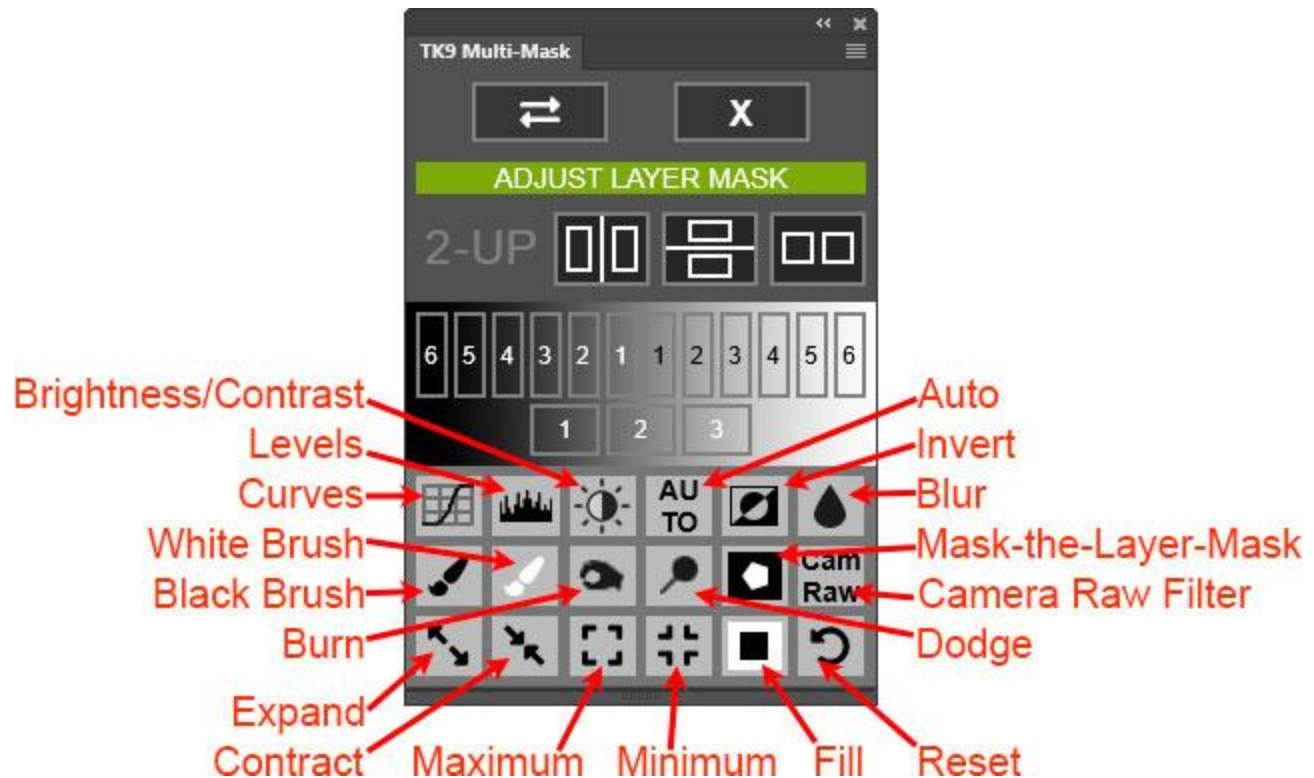 TK9 Multi-Mask
X
ADJUST LAYER MASK
2-UP
6 5 4 3 2 1 1 2 3 4 5 6
1 2 3
Brightness/Contrast
Levels
Curves
White Brush
Black Brush
Burn
Expand
Contract
Maximum
Minimum
Fill
Reset
Auto
Invert
Blur
Mask-the-Layer-Mask
Camera Raw Filter
Dodge
AU
TO
Cam
Raw